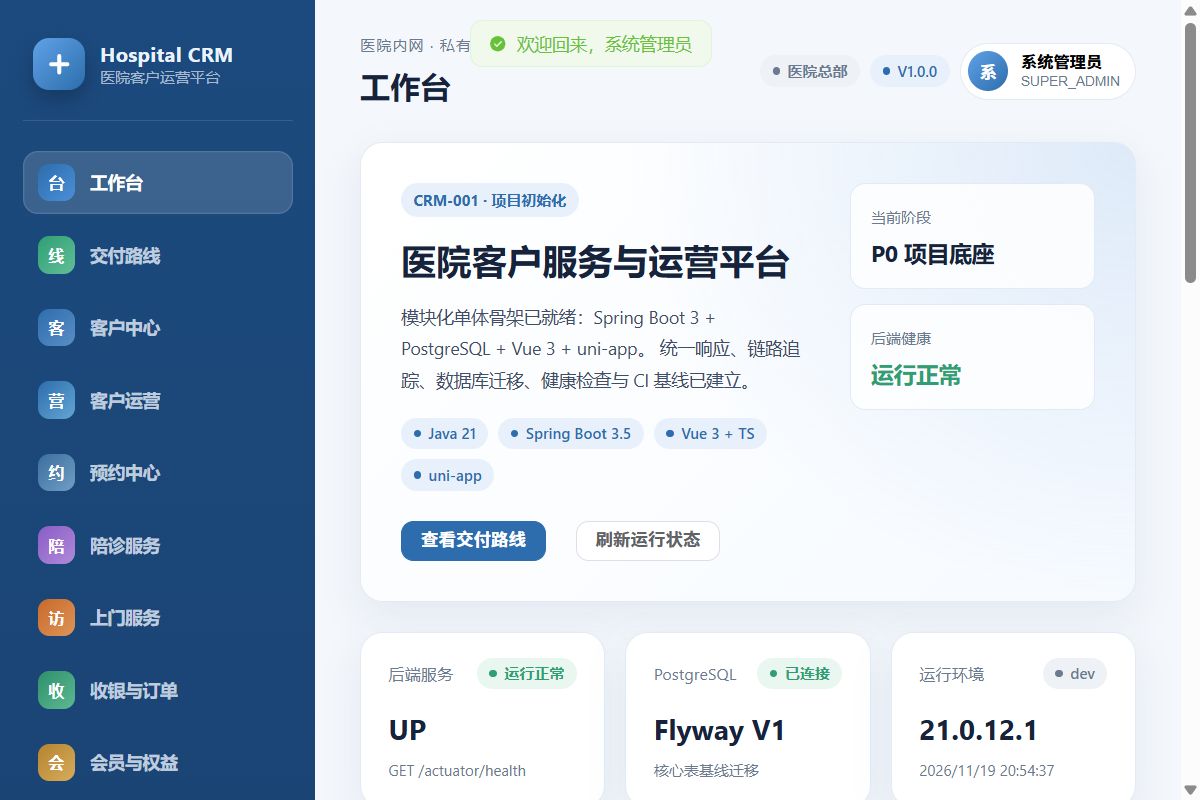 Hospital CRM
医院客户运营平台
台 工作台
线 交付路线
客 客户中心
营 客户运营
约 预约中心
陪 陪诊服务
访 上门服务
收 收银与订单
会 会员与权益
医院内网 · 私有
欢迎回来，系统管理员
工作台
医院总部
V1.0.0
系
系统管理员
SUPER_ADMIN
CRM-001 · 项目初始化
医院客户服务与运营平台
模块化单体骨架已就绪：Spring Boot 3 +
PostgreSQL + Vue 3 + uni-app。 统一响应、链路追
踪、数据库迁移、健康检查与 CI 基线已建立。
Java 21
Spring Boot 3.5
Vue 3 + TS
uni-app
查看交付路线
刷新运行状态
当前阶段
P0 项目底座
后端健康
运行正常
后端服务
运行正常
UP
GET /actuator/health
PostgreSQL
已连接
Flyway V1
核心表基线迁移
运行环境
dev
21.0.12.1
2026/11/19 20:54:37